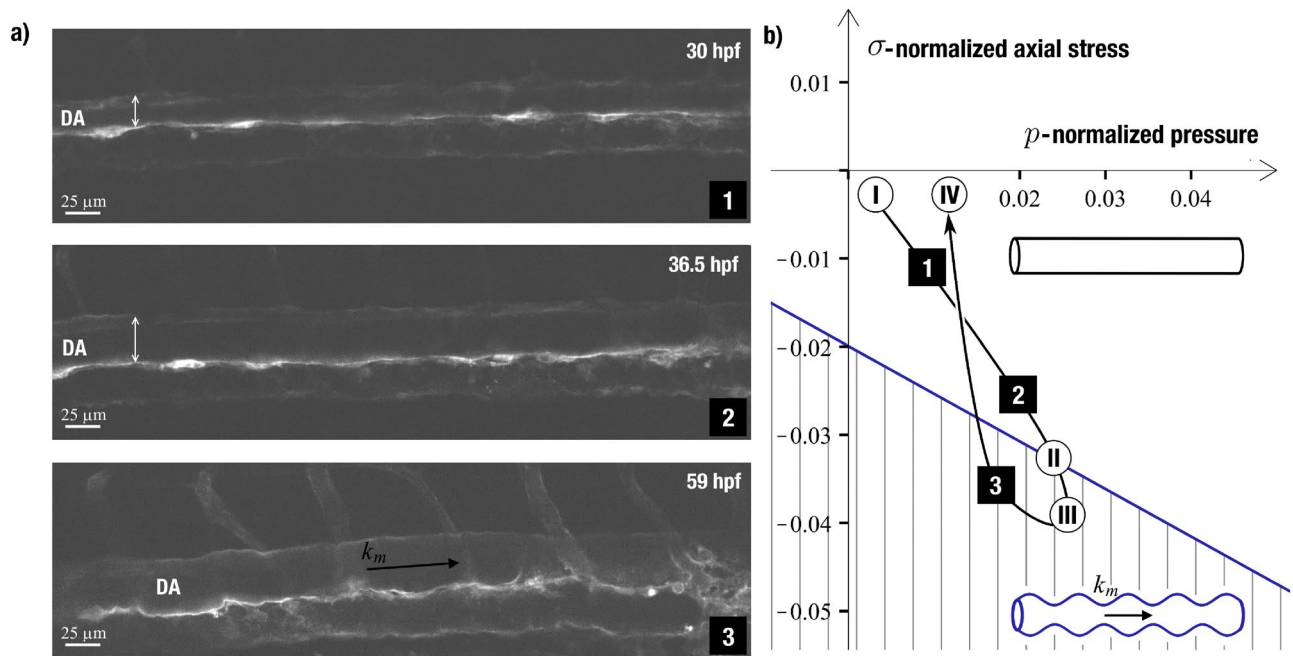 a)
30 hpf
DA
25 µm
1
36.5 hpf
DA
25 µm
2
59 hpf
k_m
DA
25 µm
3
b)
σ-normalized axial stress
0.01
p-normalized pressure
0.02 0.03 0.04
I IV
-0.01
1
-0.02
2
-0.03
II
3
III
-0.04
k_m
-0.05